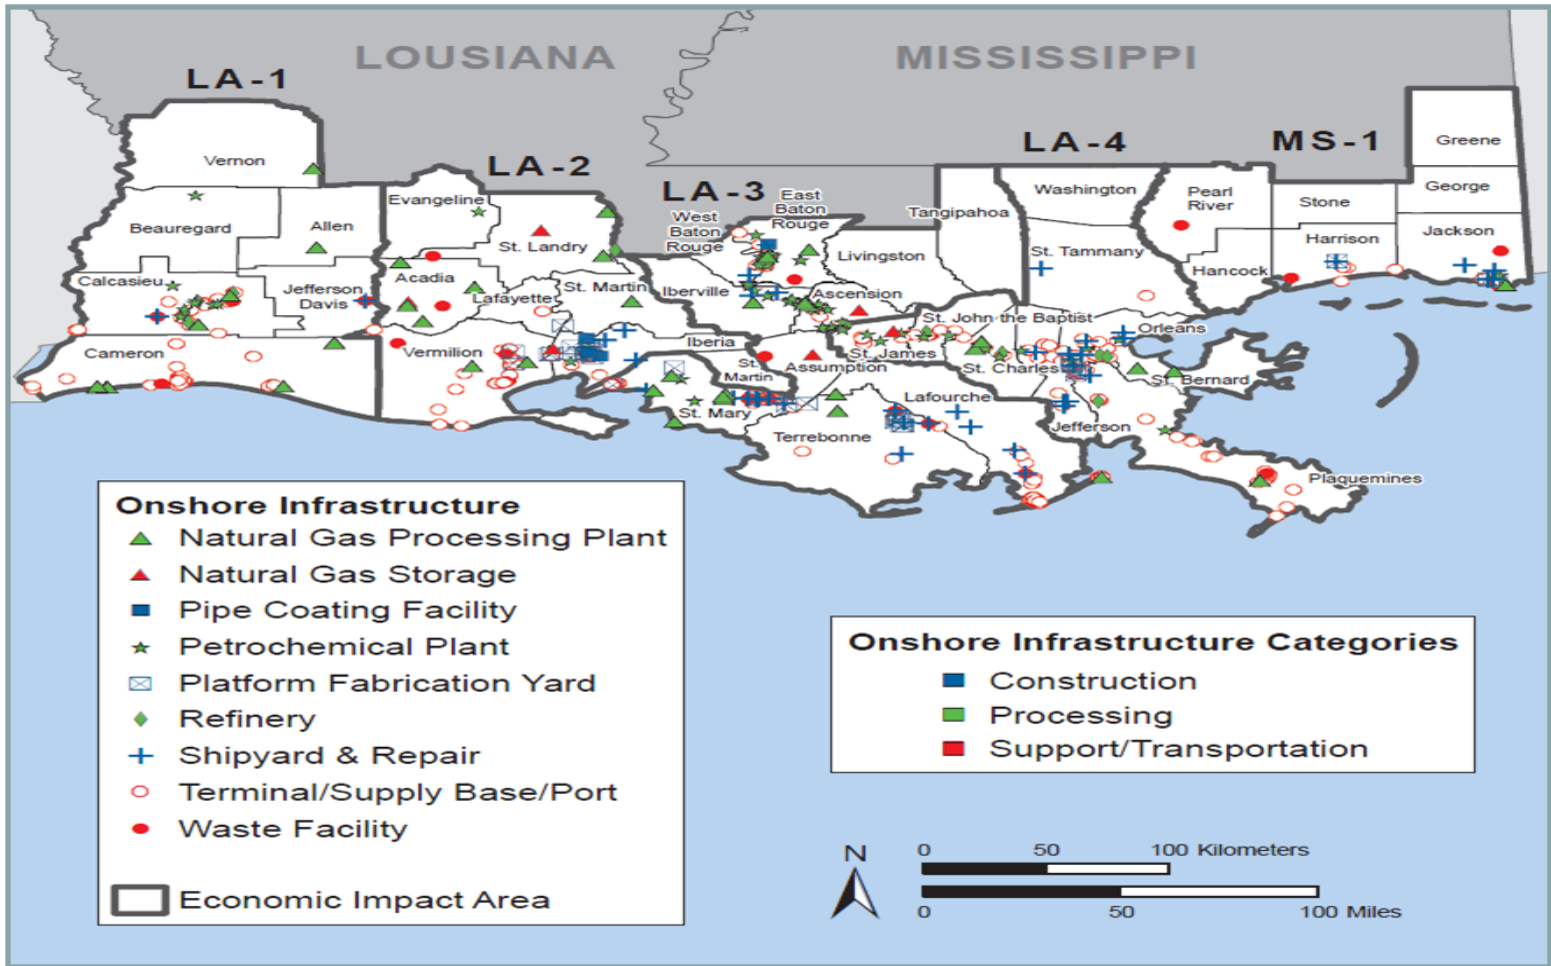 LOUSIANA
MISSISSIPPI
LA-1
LA-2
LA-3
LA-4
MS-1
Vernon
Beauregard
Allen
Calcasieu
Jefferson
Davis
Cameron
Evangeline
St. Landry
Acadia
Lafayette
St. Martin
Vermilion
Iberia
St.
Martin
St. Mary
West
Baton
Rouge
East
Baton
Rouge
Iberville
Livingston
Tangipahoa
Ascension
St. John the Baptist
St. James
Assumption
St. Charles
Lafourche
Terrebonne
Washington
St. Tammany
Orleans
St. Bernard
Jefferson
Plaquemines
Pearl
River
Hancock
Stone
Harrison
Greene
George
Jackson
Onshore Infrastructure
Natural Gas Processing Plant
Natural Gas Storage
Pipe Coating Facility
Petrochemical Plant
Platform Fabrication Yard
Refinery
Shipyard & Repair
Terminal/Supply Base/Port
Waste Facility
Economic Impact Area
Onshore Infrastructure Categories
Construction
Processing
Support/Transportation
N
0 50 100 Kilometers
0 50 100 Miles